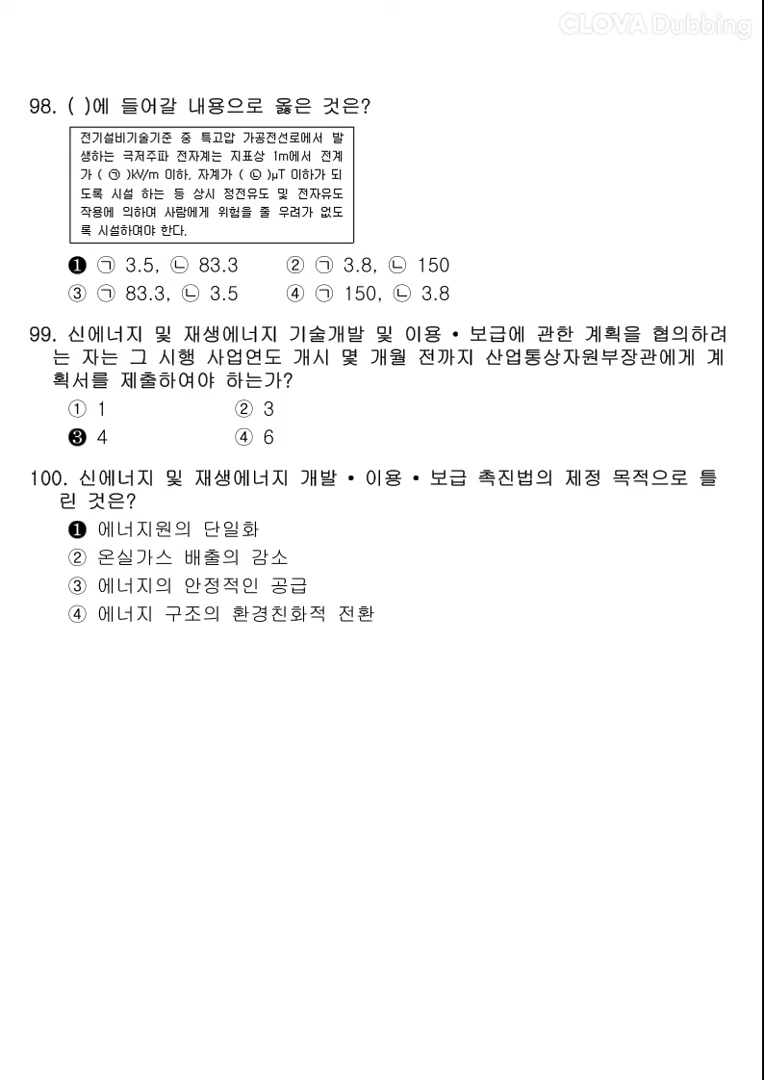 CLOVA Dubbing
98. ( )에 들어갈 내용으로 옳은 것은?
전기설비기술기준 중 특고압 가공전선로에서 발
생하는 극저주파 전자계는 지표상 1m에서 전계
가 ( ㉠ )kV/m 이하, 자계가 ( ㉡ )μT 이하가 되
도록 시설 하는 등 상시 정전유도 및 전자유도
작용에 의하여 사람에게 위험을 줄 우려가 없도
록 시설하여야 한다.
❶ ㉠ 3.5, ㉡ 83.3 ② ㉠ 3.8, ㉡ 150
③ ㉠ 83.3, ㉡ 3.5 ④ ㉠ 150, ㉡ 3.8
99. 신에너지 및 재생에너지 기술개발 및 이용 • 보급에 관한 계획을 협의하려
는 자는 그 시행 사업연도 개시 몇 개월 전까지 산업통상자원부장관에게 계
획서를 제출하여야 하는가?
① 1 ② 3
❸ 4 ④ 6
100. 신에너지 및 재생에너지 개발 • 이용 • 보급 촉진법의 제정 목적으로 틀
린 것은?
❶ 에너지원의 단일화
② 온실가스 배출의 감소
③ 에너지의 안정적인 공급
④ 에너지 구조의 환경친화적 전환